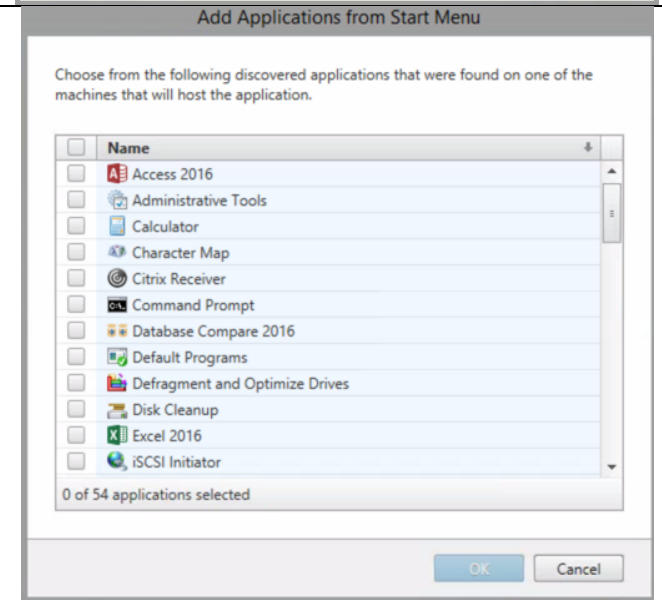 Add Applications from Start Menu
Choose from the following discovered applications that were found on one of the
machines that will host the application.
Name
Access 2016
Administrative Tools
Calculator
Character Map
Citrix Receiver
Command Prompt
Database Compare 2016
Default Programs
Defragment and Optimize Drives
Disk Cleanup
Excel 2016
iSCSI Initiator
0 of 54 applications selected
OK Cancel